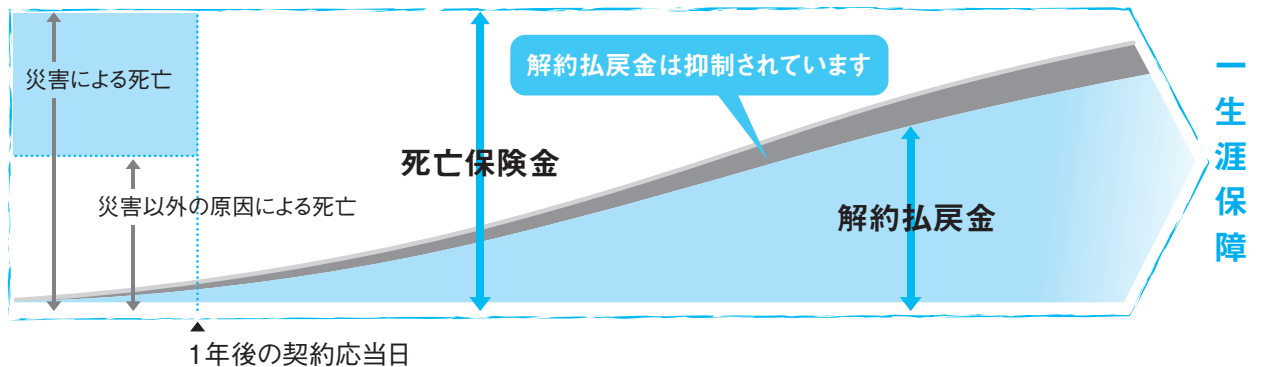 災害による死亡
災害以外の原因による死亡
死亡保険金
解約払戻金は抑制されています
解約払戻金
一生涯保障
▲
1年後の契約応当日